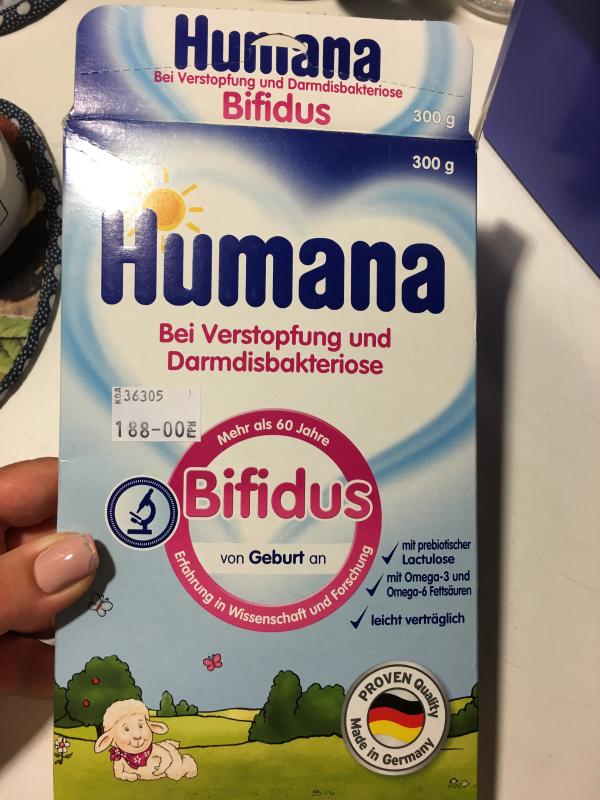 Humana
Bei Verstopfung und Darmdisbakteriose
Bifidus
300 g
300 g
Humana
Bei Verstopfung und
Darmdisbakteriose
КОД 36305
188-00 ГРН
Mehr als 60 Jahre
Bifidus
von Geburt an
Erfahrung in Wissenschaft und Forschung
mit prebiotischer
Lactulose
mit Omega-3 und
Omega-6 Fettsäuren
leicht verträglich
PROVEN Quality
Made in Germany